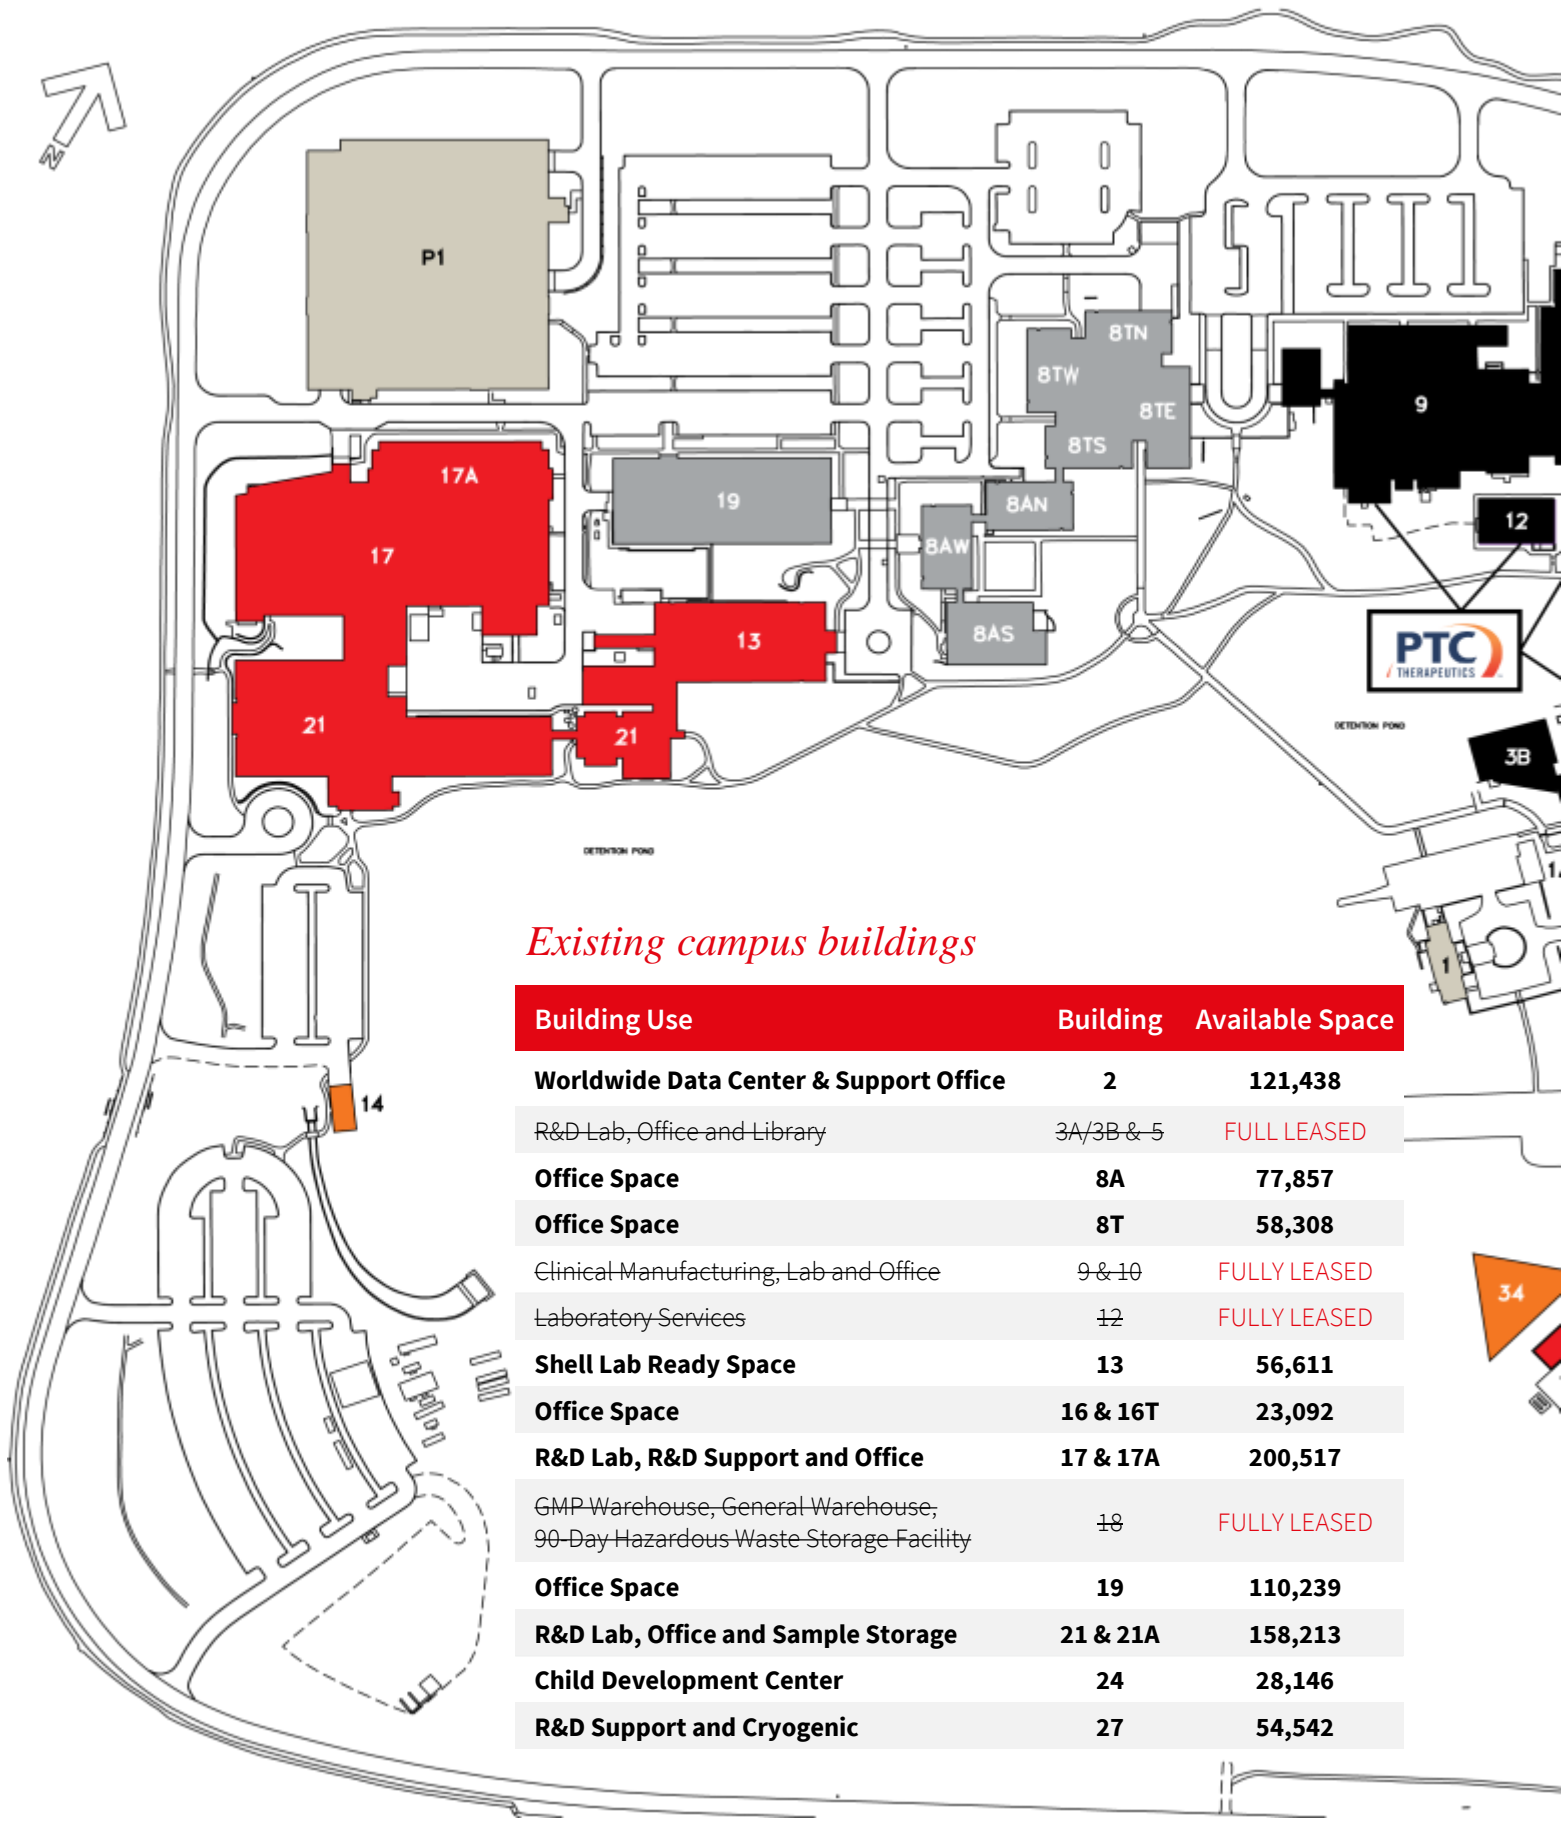 N
P1
8TN
8TW
8TE
8TS
9
17A
19
8AN
12
17
8AW
13
8AS
PTC
THERAPEUTICS
21
21
DETENTION POND
3B
DETENTION POND
1
14
Existing campus buildings
Building Use Building Available Space
Worldwide Data Center & Support Office 2 121,438
R&D Lab, Office and Library 3A/3B & 5 FULL LEASED
Office Space 8A 77,857
Office Space 8T 58,308
Clinical Manufacturing, Lab and Office 9 & 10 FULLY LEASED
Laboratory Services 12 FULLY LEASED
34
Shell Lab Ready Space 13 56,611
Office Space 16 & 16T 23,092
R&D Lab, R&D Support and Office 17 & 17A 200,517
GMP Warehouse, General Warehouse,
90-Day Hazardous Waste Storage Facility 18 FULLY LEASED
Office Space 19 110,239
R&D Lab, Office and Sample Storage 21 & 21A 158,213
Child Development Center 24 28,146
R&D Support and Cryogenic 27 54,542